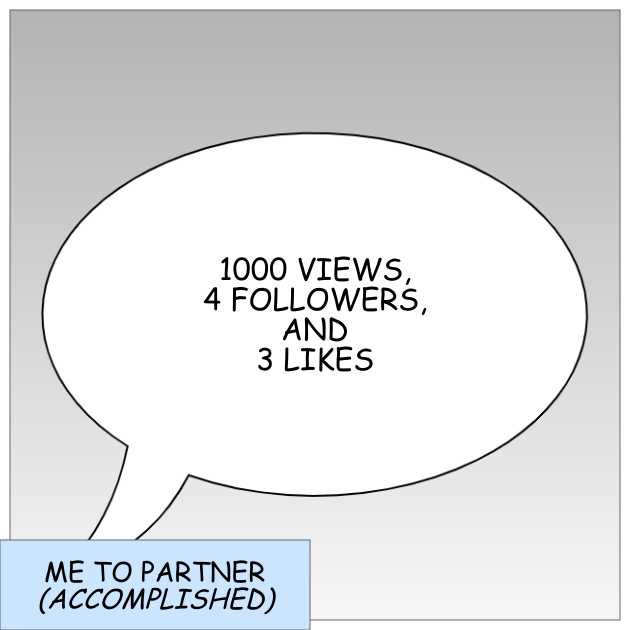 1000 VIEWS,
4 FOLLOWERS,
AND
3 LIKES
ME TO PARTNER
(ACCOMPLISHED)